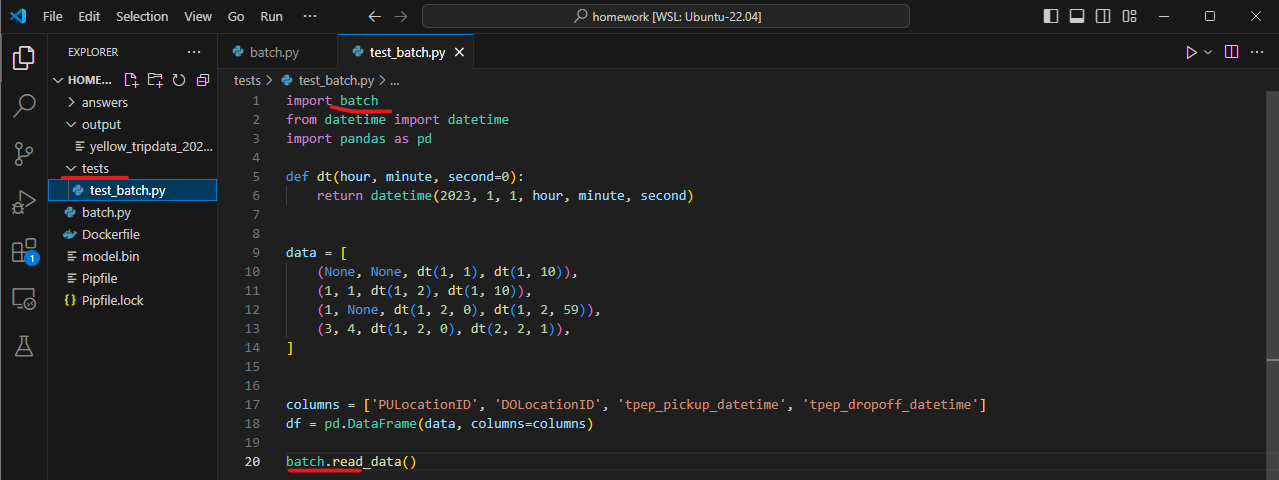 File Edit Selection View Go Run ··· homework [WSL: Ubuntu-22.04]
EXPLORER ···
HOME...
answers
output
yellow_tripdata_202...
tests
test_batch.py
batch.py
Dockerfile
model.bin
Pipfile
Pipfile.lock
1
batch.py test_batch.py
tests > test_batch.py > ...
1 import batch
2 from datetime import datetime
3 import pandas as pd
4
5 def dt(hour, minute, second=0):
6     return datetime(2023, 1, 1, hour, minute, second)
7
8
9 data = [
10     (None, None, dt(1, 1), dt(1, 10)),
11     (1, 1, dt(1, 2), dt(1, 10)),
12     (1, None, dt(1, 2, 0), dt(1, 2, 59)),
13     (3, 4, dt(1, 2, 0), dt(2, 2, 1)),
14 ]
15
16
17 columns = ['PULocationID', 'DOLocationID', 'tpep_pickup_datetime', 'tpep_dropoff_datetime']
18 df = pd.DataFrame(data, columns=columns)
19
20 batch.read_data()